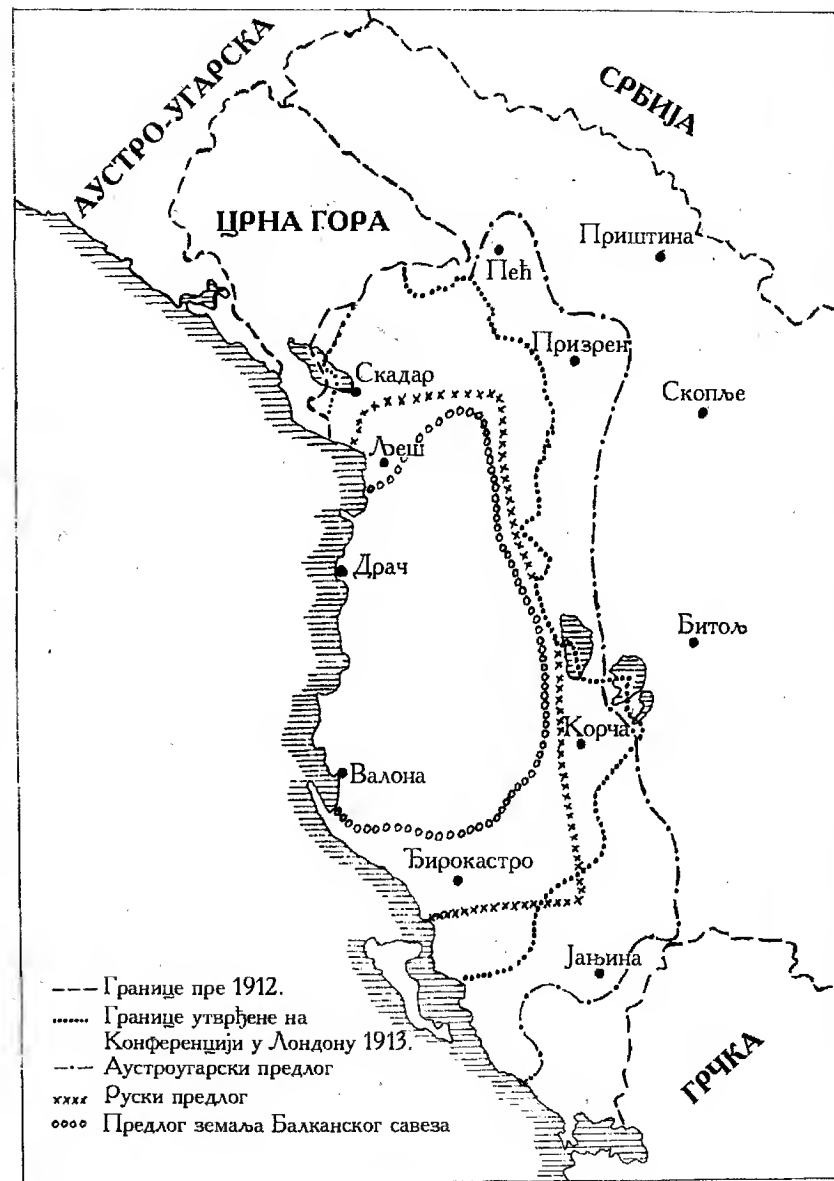 АУСТРО-УГАРСКА
СРБИЈА
ЦРНА ГОРА
Приштина
Пећ
Призрен
Скадар
Скопље
Љеш
Драч
Битољ
Корча
Валона
Ђирокастро
Јањина
ГРЧКА
Границе пре 1912.
Границе утврђене на
Конференцији у Лондону 1913.
Аустроугарски предлог
Руски предлог
Предлог земаља Балканског савеза